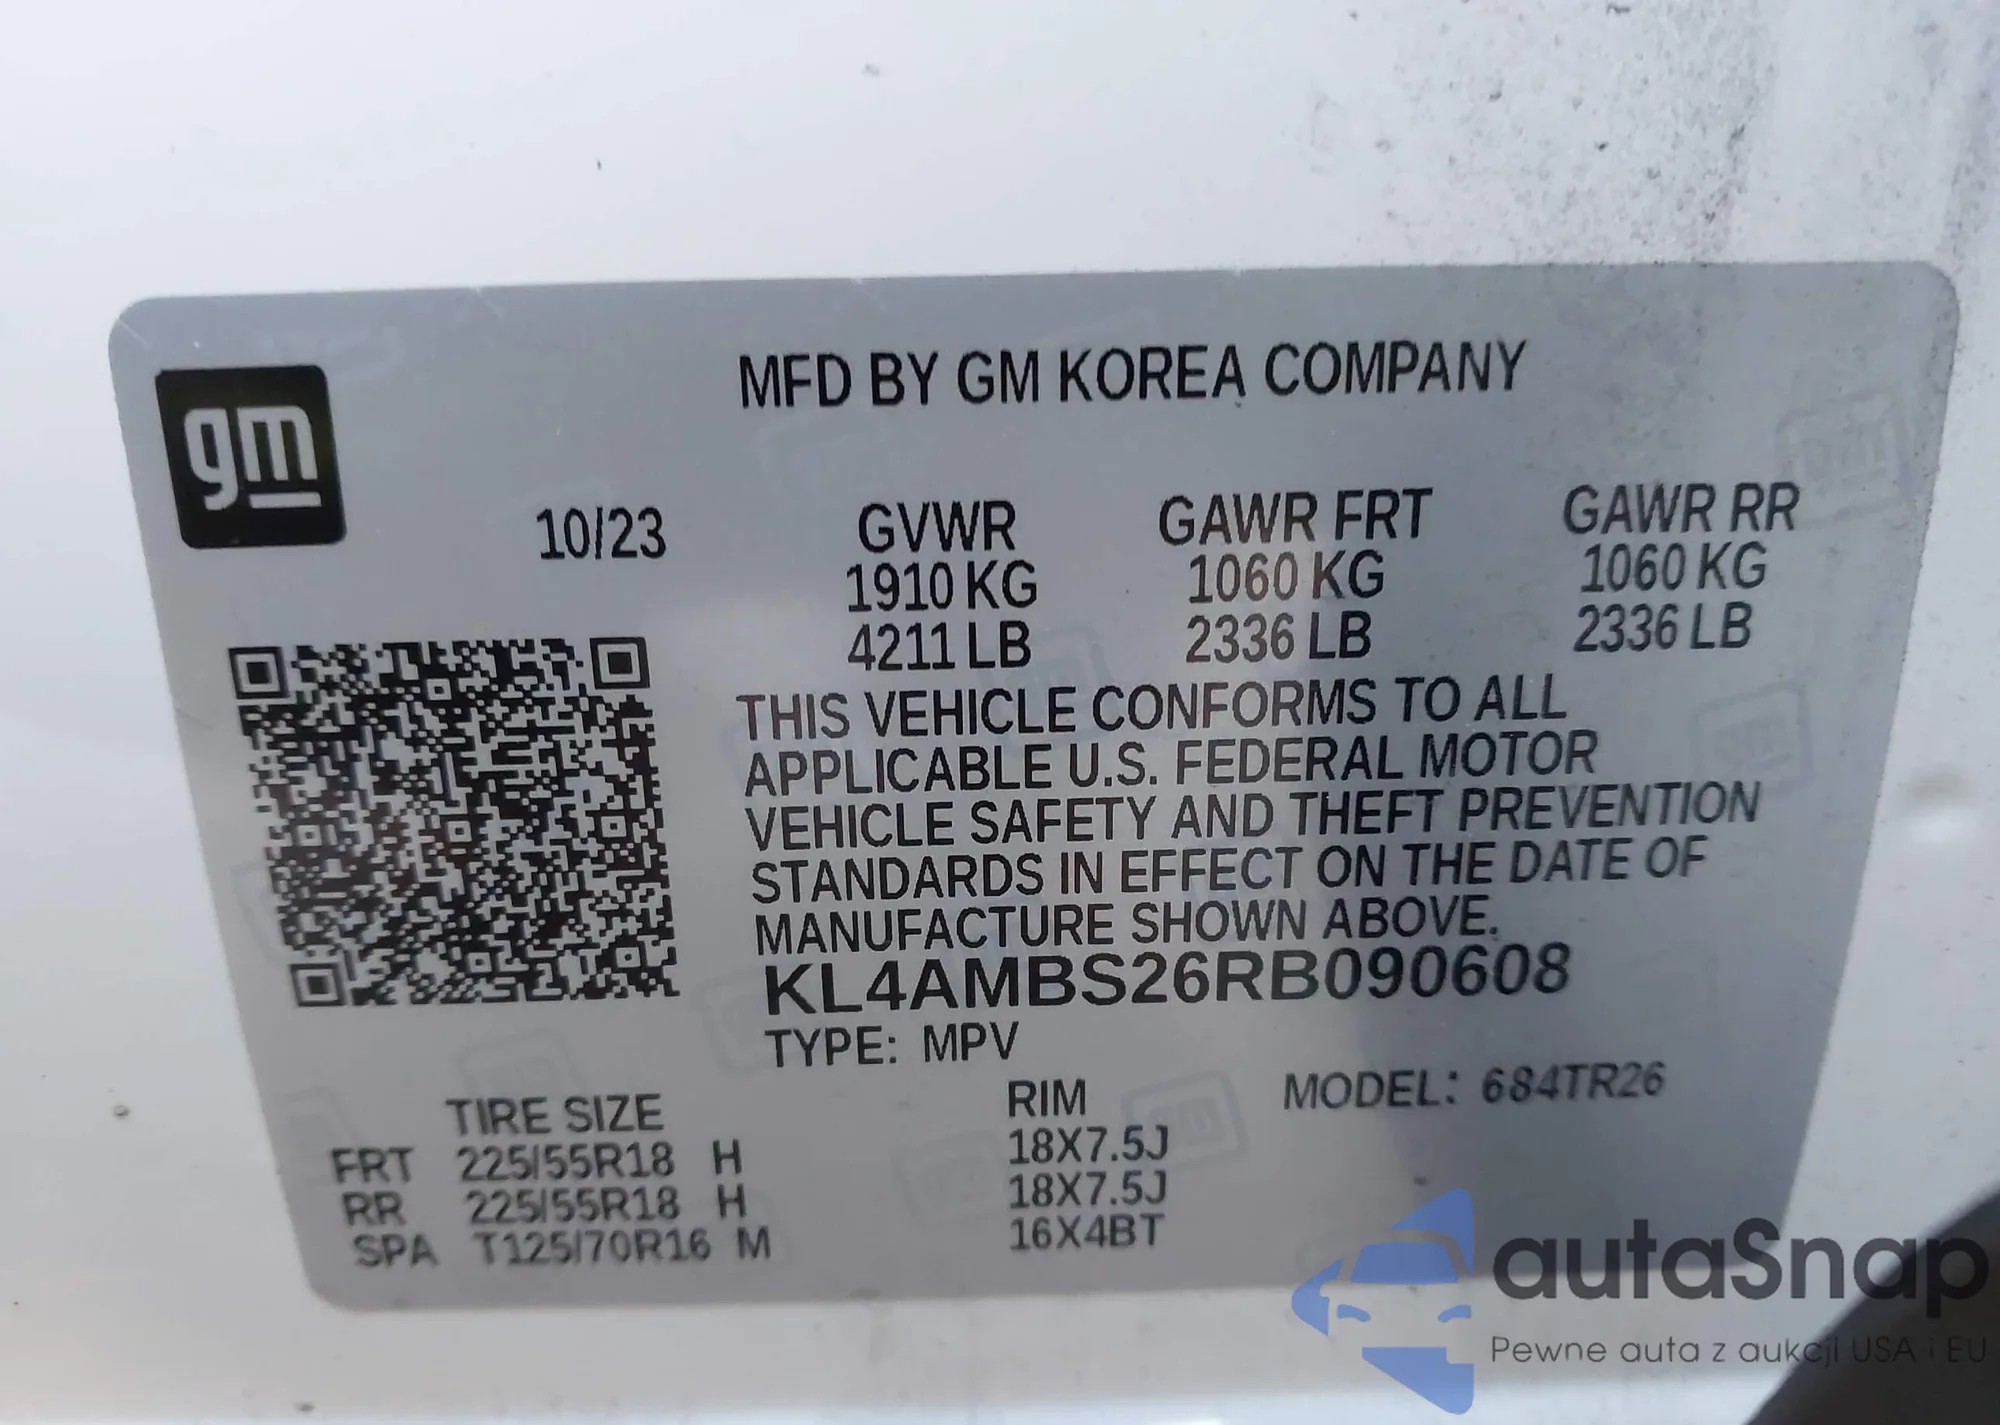 gm
MFD BY GM KOREA COMPANY
10/23
GVWR GAWR FRT GAWR RR
1910 KG 1060 KG 1060 KG
4211 LB 2336 LB 2336 LB
THIS VEHICLE CONFORMS TO ALL
APPLICABLE U.S. FEDERAL MOTOR
VEHICLE SAFETY AND THEFT PREVENTION
STANDARDS IN EFFECT ON THE DATE OF
MANUFACTURE SHOWN ABOVE.
KL4AMBS26RB090608
TYPE: MPV
MODEL: 684TR26
TIRE SIZE RIM
FRT 225/55R18 H 18X7.5J
RR 225/55R18 H 18X7.5J
SPA T125/70R16 M 16X4BT
autaSnap
Pewne auta z aukcji USA i EU